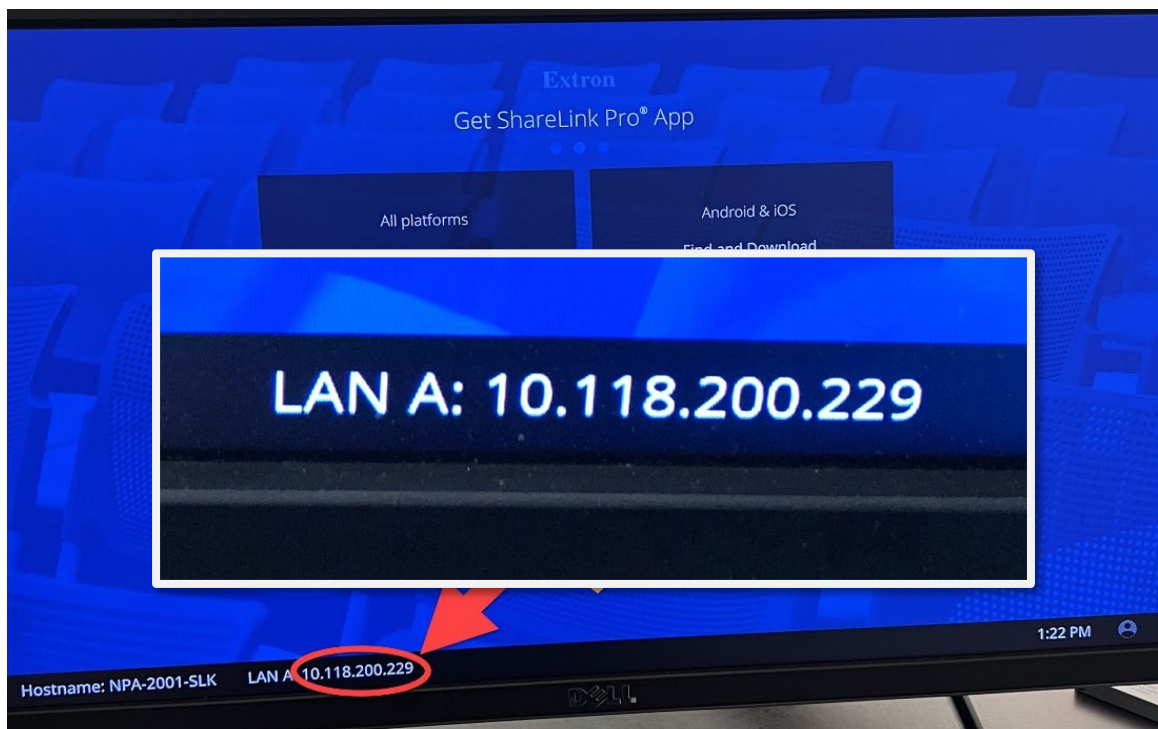 Extron
Get ShareLink Pro® App
All platforms
Android & iOS
Find and Download
LAN A: 10.118.200.229
1:22 PM
Hostname: NPA-2001-SLK LAN A: 10.118.200.229
DELL